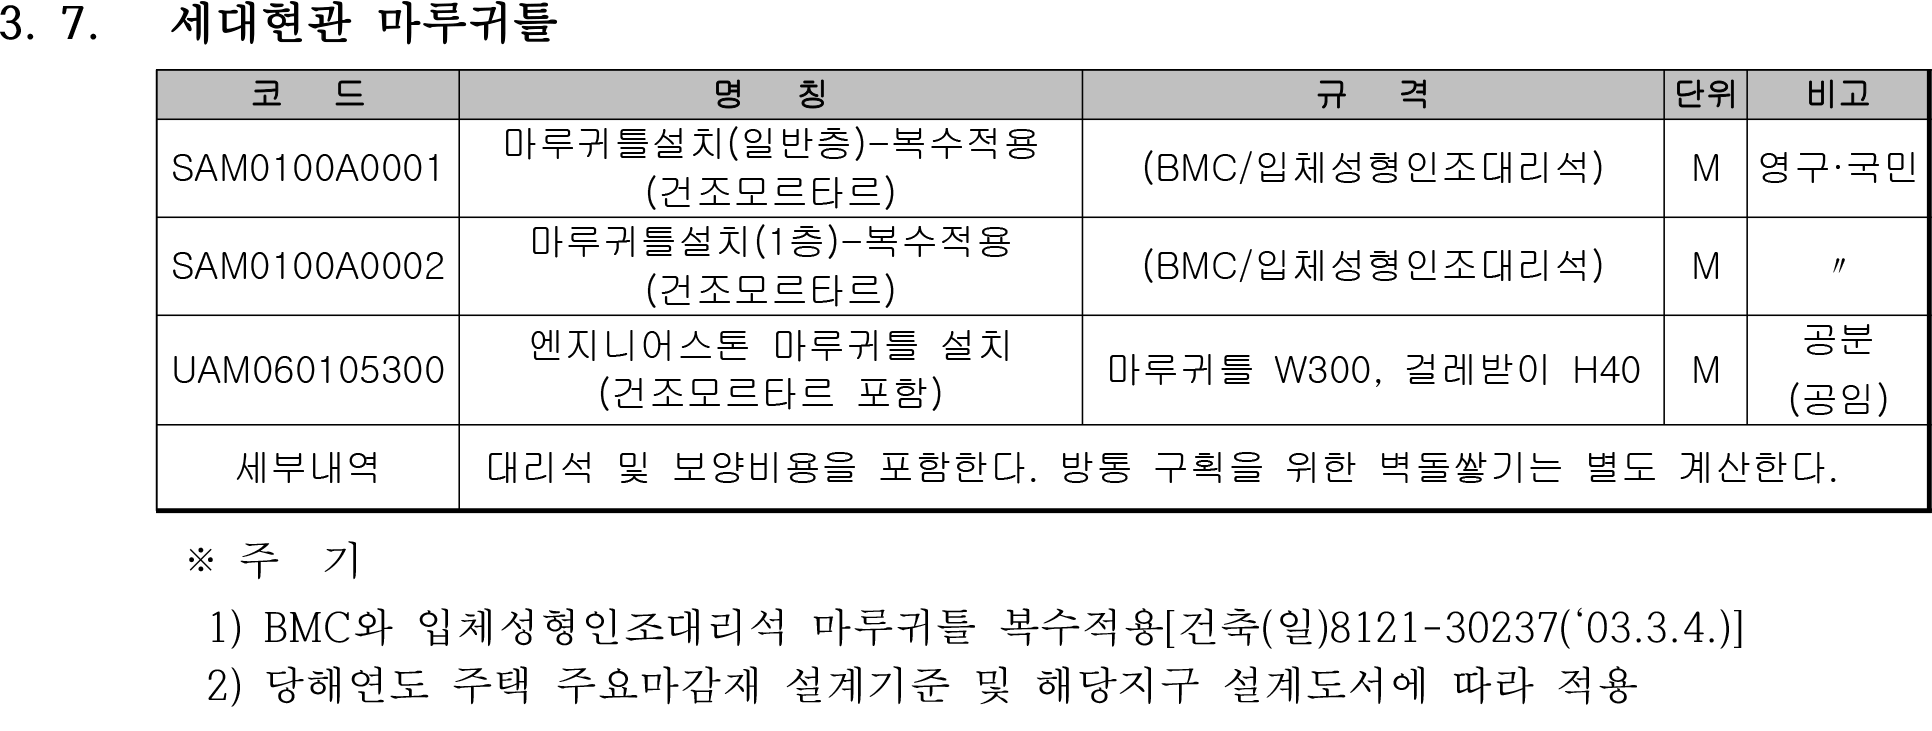 3. 7. 세대현관 마루귀틀
코 드 명 칭 규 격 단위 비고
SAM0100A0001 마루귀틀설치(일반층)-복수적용 (건조모르타르) (BMC/입체성형인조대리석) M 영구·국민
SAM0100A0002 마루귀틀설치(1층)-복수적용 (건조모르타르) (BMC/입체성형인조대리석) M 〃
UAM060105300 엔지니어스톤 마루귀틀 설치 (건조모르타르 포함) 마루귀틀 W300, 걸레받이 H40 M 공분 (공임)
세부내역 대리석 및 보양비용을 포함한다. 방통 구획을 위한 벽돌쌓기는 별도 계산한다.
※ 주 기
1) BMC와 입체성형인조대리석 마루귀틀 복수적용[건축(일)8121-30237(‘03.3.4.)]
2) 당해연도 주택 주요마감재 설계기준 및 해당지구 설계도서에 따라 적용